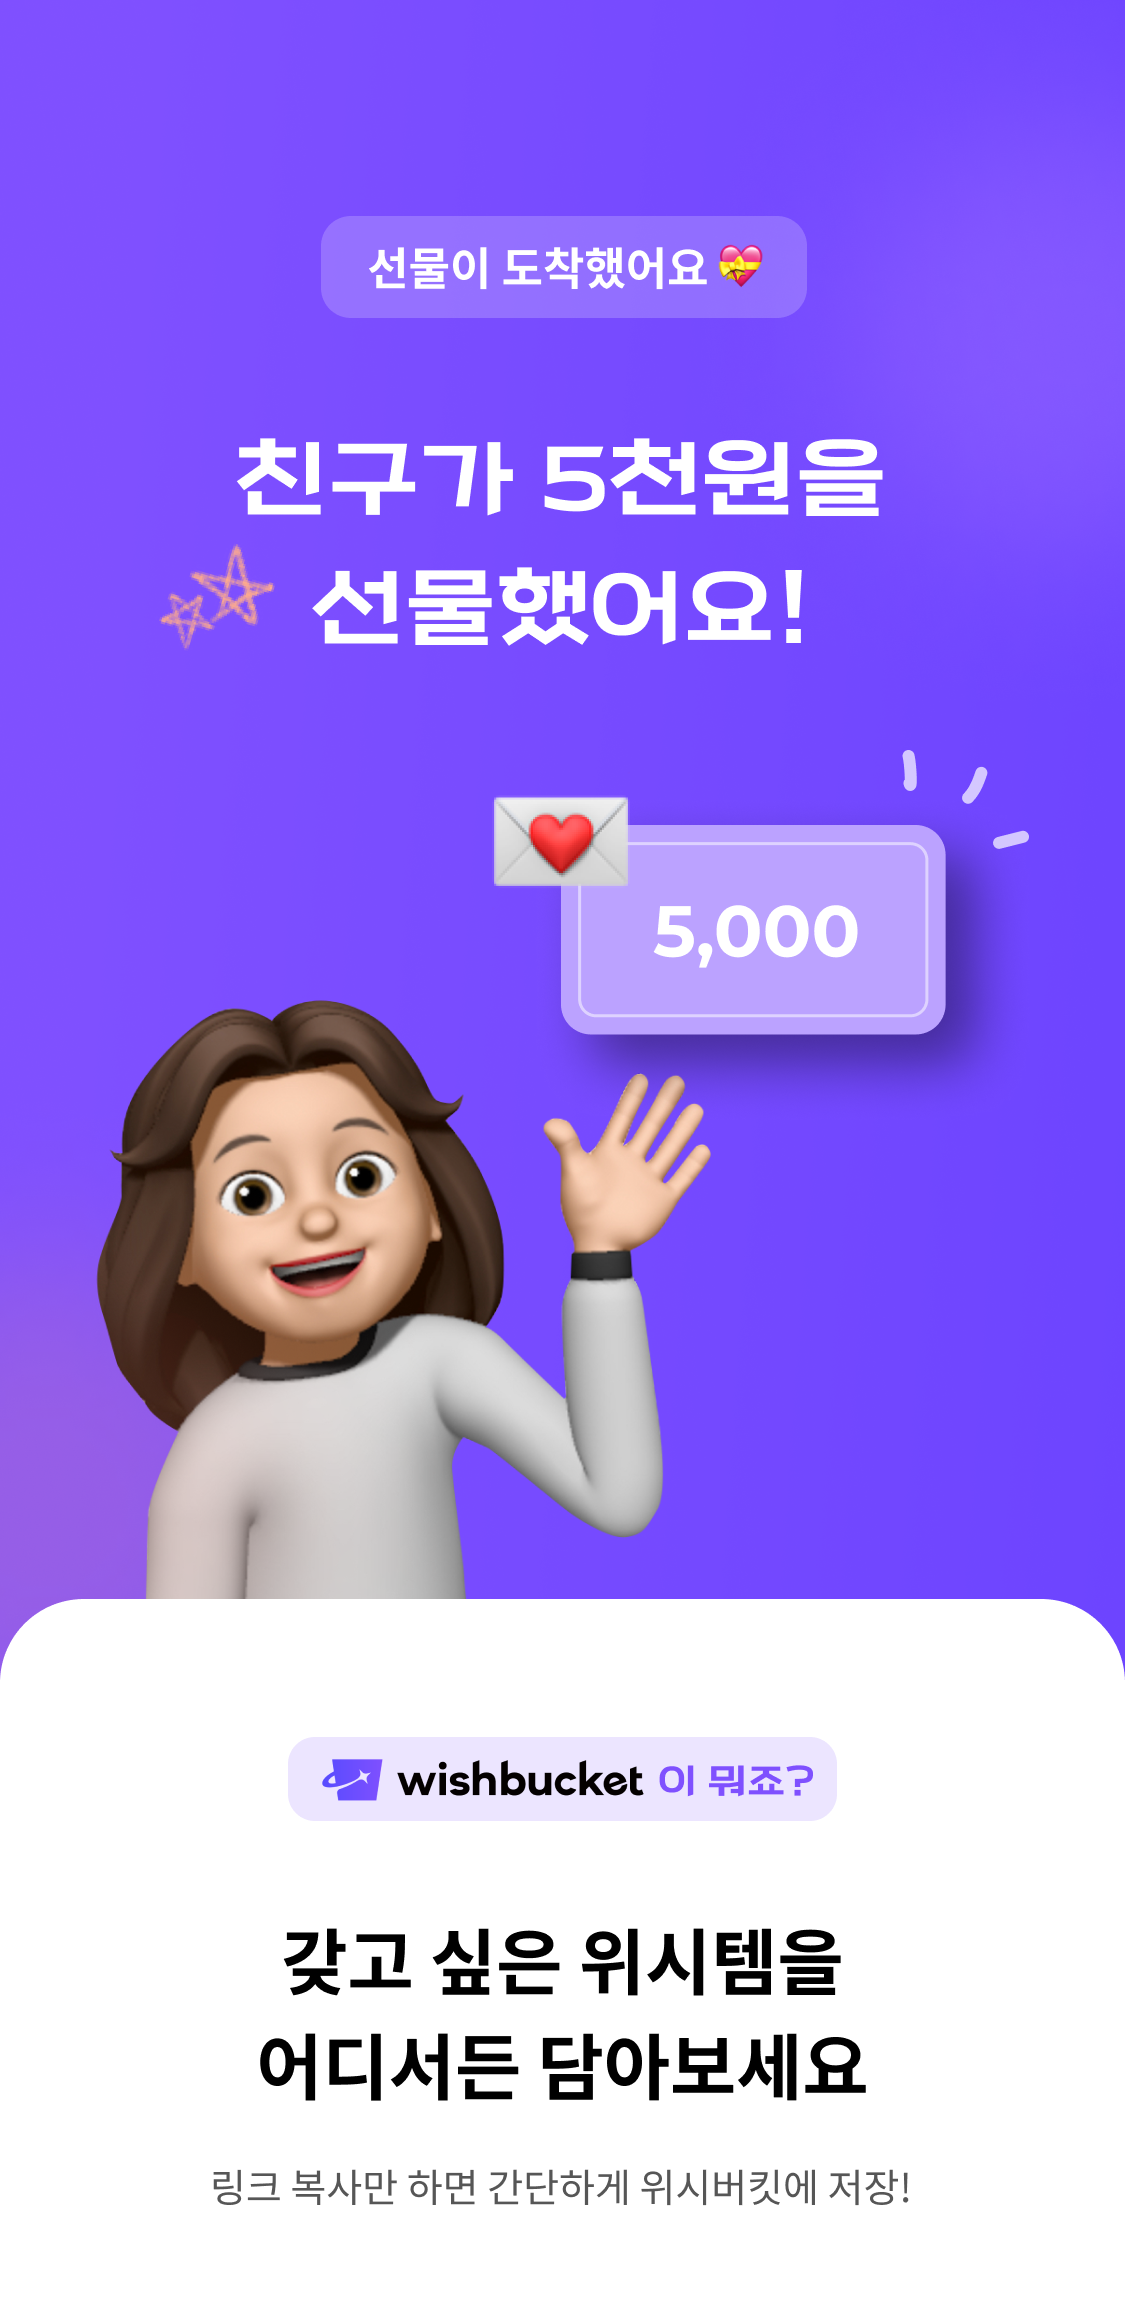 선물이 도착했어요 💝
친구가 5천원을
선물했어요!
5,000
wishbucket 이 뭐죠?
갖고 싶은 위시템을
어디서든 담아보세요
링크 복사만 하면 간단하게 위시버킷에 저장!